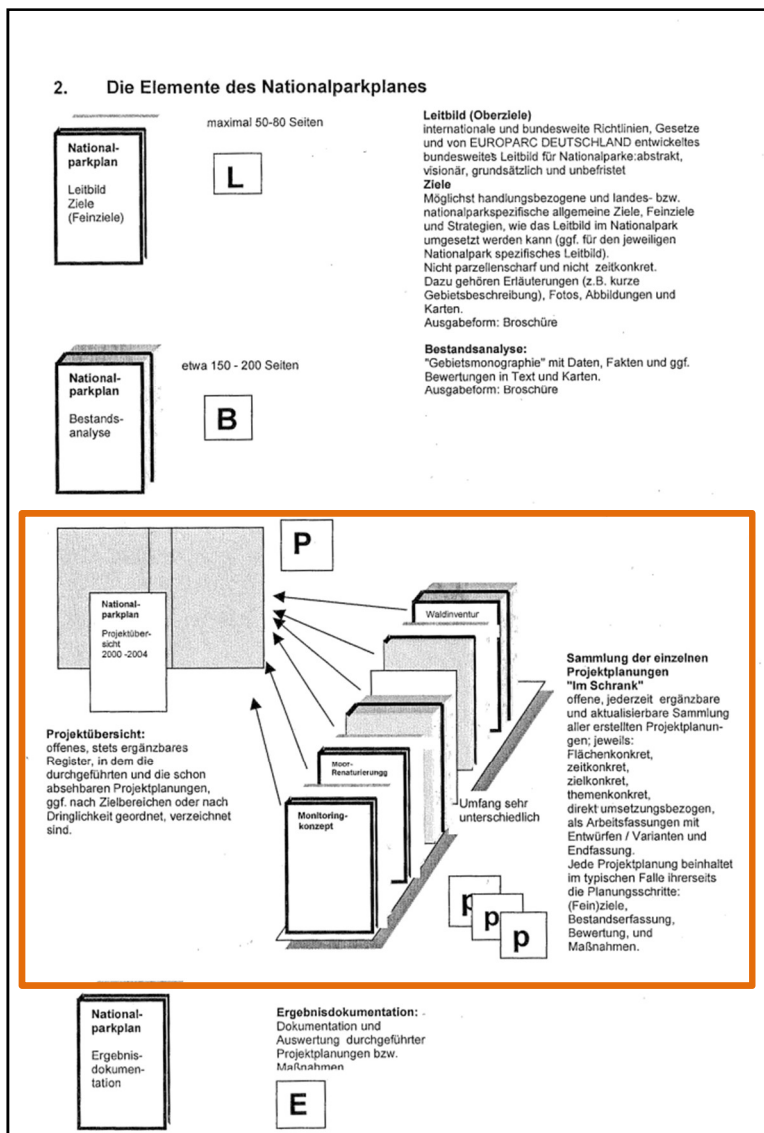 2. Die Elemente des Nationalparkplanes
National-
parkplan
Leitbild
Ziele
(Feinziele)
maximal 50-80 Seiten
L
Leitbild (Oberziele)
internationale und bundesweite Richtlinien, Gesetze
und von EUROPARC DEUTSCHLAND entwickeltes
bundesweites Leitbild für Nationalparke:abstrakt,
visionär, grundsätzlich und unbefristet
Ziele
Möglichst handlungsbezogene und landes- bzw.
nationalparkspezifische allgemeine Ziele, Feinziele
und Strategien, wie das Leitbild im Nationalpark
umgesetzt werden kann (ggf. für den jeweiligen
Nationalpark spezifisches Leitbild).
Nicht parzellenscharf und nicht zeitkonkret.
Dazu gehören Erläuterungen (z.B. kurze
Gebietsbeschreibung), Fotos, Abbildungen und
Karten.
Ausgabeform: Broschüre
National-
parkplan
Bestands-
analyse
etwa 150 - 200 Seiten
B
Bestandsanalyse:
"Gebietsmonographie" mit Daten, Fakten und ggf.
Bewertungen in Text und Karten.
Ausgabeform: Broschüre
P
National-
parkplan
Projektüber-
sicht
2000 -2004
Projektübersicht:
offenes, stets ergänzbares
Register, in dem die
durchgeführten und die schon
absehbaren Projektplanungen,
ggf. nach Zielbereichen oder nach
Dringlichkeit geordnet, verzeichnet
sind.
Waldinventur
Moor-
Renaturierungg
Monitoring-
konzept
Umfang sehr
unterschiedlich
p
p
p
Sammlung der einzelnen
Projektplanungen
"Im Schrank"
offene, jederzeit ergänzbare
und aktualisierbare Sammlung
aller erstellten Projektplanun-
gen; jeweils:
Flächenkonkret,
zeitkonkret,
zielkonkret,
themenkonkret,
direkt umsetzungsbezogen,
als Arbeitsfassungen mit
Entwürfen / Varianten und
Endfassung.
Jede Projektplanung beinhaltet
im typischen Falle ihrerseits
die Planungsschritte:
(Fein)ziele,
Bestandserfassung,
Bewertung, und
Maßnahmen.
National-
parkplan
Ergebnis-
dokumen-
tation
Ergebnisdokumentation:
Dokumentation und
Auswertung durchgeführter
Projektplanungen bzw.
Maßnahmen
E